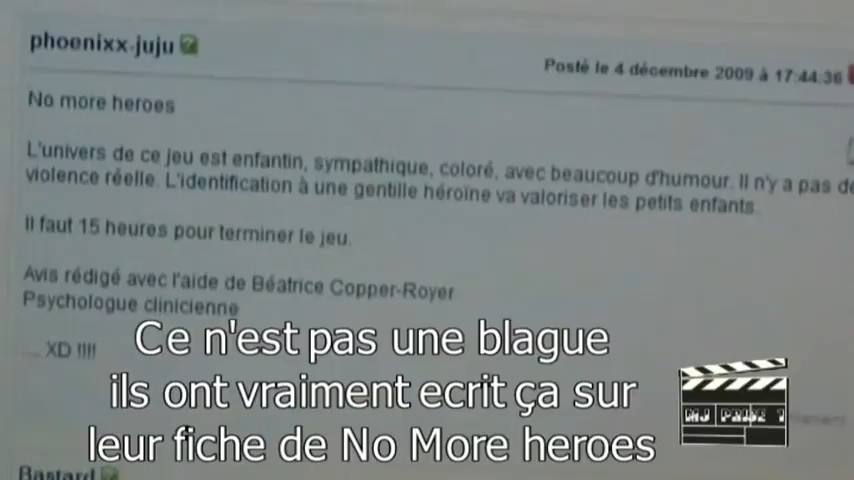 phoenixx-juju
Posté le 4 décembre 2009 à 17:44:36
No more heroes
L'univers de ce jeu est enfantin, sympathique, coloré, avec beaucoup d'humour. Il n'y a pas de
violence réelle. L'identification à une gentille héroïne va valoriser les petits enfants.
Il faut 15 heures pour terminer le jeu.
Avis rédigé avec l'aide de Béatrice Copper-Royer
Psychologue clinicienne
... XD !!!!
Ce n'est pas une blague
ils ont vraiment ecrit ça sur
leur fiche de No More heroes
MJ PRISE 1
Bastard